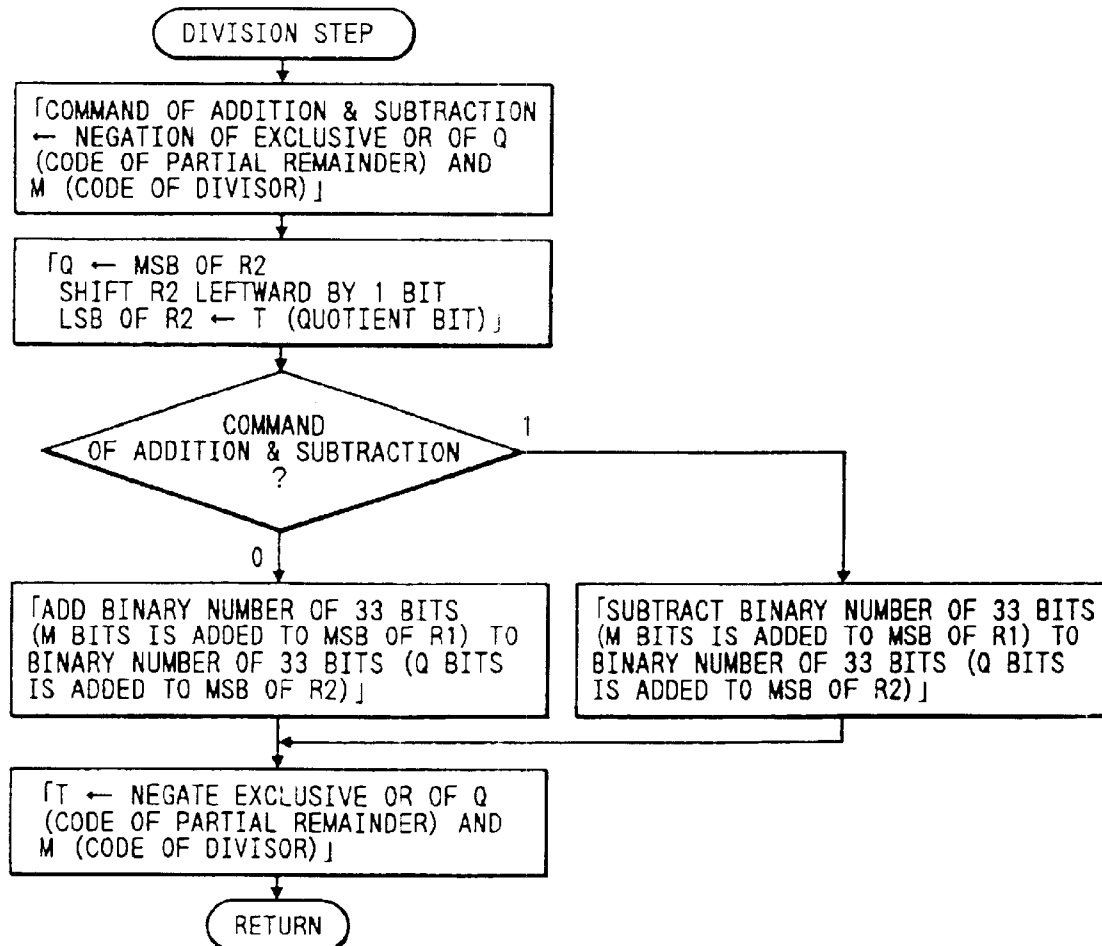 DIVISION STEP
「COMMAND OF ADDITION & SUBTRACTION
← NEGATION OF EXCLUSIVE OR OF Q
(CODE OF PARTIAL REMAINDER) AND
M (CODE OF DIVISOR)」
「Q ← MSB OF R2
SHIFT R2 LEFTWARD BY 1 BIT
LSB OF R2 ← T (QUOTIENT BIT)」
COMMAND
OF ADDITION & SUBTRACTION
?
1
0
「ADD BINARY NUMBER OF 33 BITS
(M BITS IS ADDED TO MSB OF R1) TO
BINARY NUMBER OF 33 BITS (Q BITS
IS ADDED TO MSB OF R2)」
「SUBTRACT BINARY NUMBER OF 33 BITS
(M BITS IS ADDED TO MSB OF R1) TO
BINARY NUMBER OF 33 BITS (Q BITS
IS ADDED TO MSB OF R2)」
「T ← NEGATE EXCLUSIVE OR OF Q
(CODE OF PARTIAL REMAINDER) AND
M (CODE OF DIVISOR)」
RETURN